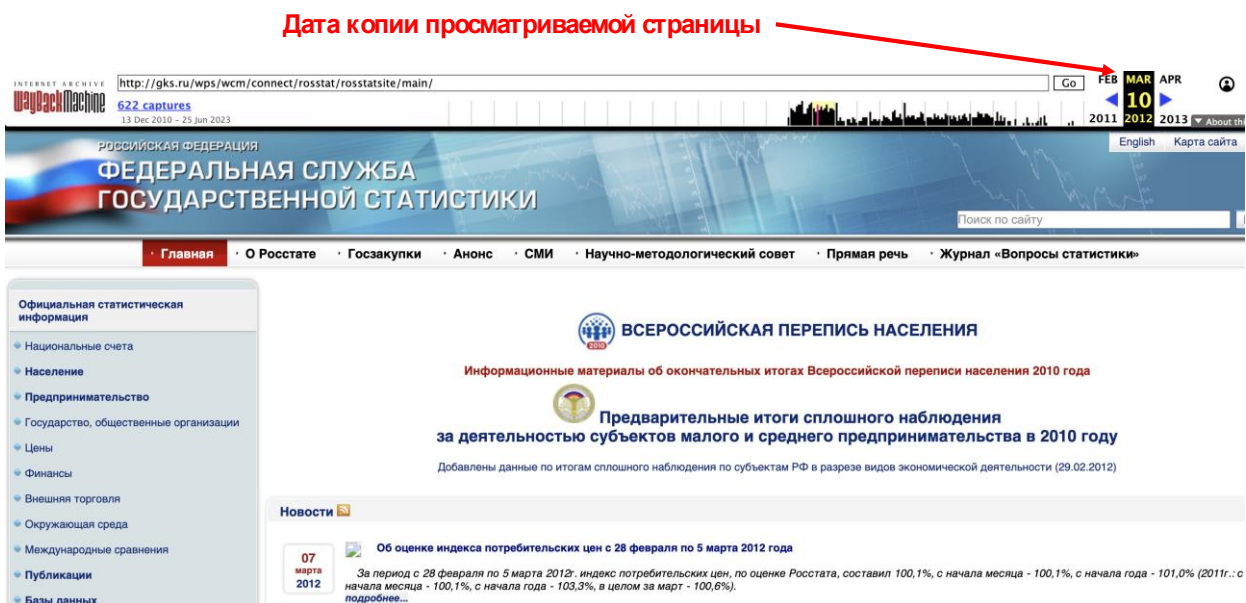 Дата копии просматриваемой страницы
INTERNET ARCHIVE
WayBackMachine
http://gks.ru/wps/wcm/connect/rosstat/rosstatsite/main/
Go
FEB MAR APR
622 captures
10
13 Dec 2010 - 25 Jun 2023
2011 2012 2013
About thi
РОССИЙСКАЯ ФЕДЕРАЦИЯ
ФЕДЕРАЛЬНАЯ СЛУЖБА
ГОСУДАРСТВЕННОЙ СТАТИСТИКИ
English Карта сайта
Поиск по сайту
· Главная · О Росстате · Госзакупки · Анонс · СМИ · Научно-методологический совет · Прямая речь · Журнал «Вопросы статистики»
Официальная статистическая
информация
Национальные счета
Население
Предпринимательство
Государство, общественные организации
Цены
Финансы
Внешняя торговля
Окружающая среда
Международные сравнения
Публикации
Базы данных
2010
ВСЕРОССИЙСКАЯ ПЕРЕПИСЬ НАСЕЛЕНИЯ
Информационные материалы об окончательных итогах Всероссийской переписи населения 2010 года
Предварительные итоги сплошного наблюдения
за деятельностью субъектов малого и среднего предпринимательства в 2010 году
Добавлены данные по итогам сплошного наблюдения по субъектам РФ в разрезе видов экономической деятельности (29.02.2012)
Новости
07
марта
2012
Об оценке индекса потребительских цен с 28 февраля по 5 марта 2012 года
За период с 28 февраля по 5 марта 2012г. индекс потребительских цен, по оценке Росстата, составил 100,1%, с начала месяца - 100,1%, с начала года - 101,0% (2011г.: с
начала месяца - 100,1%, с начала года - 103,3%, в целом за март - 100,6%).
подробнее...